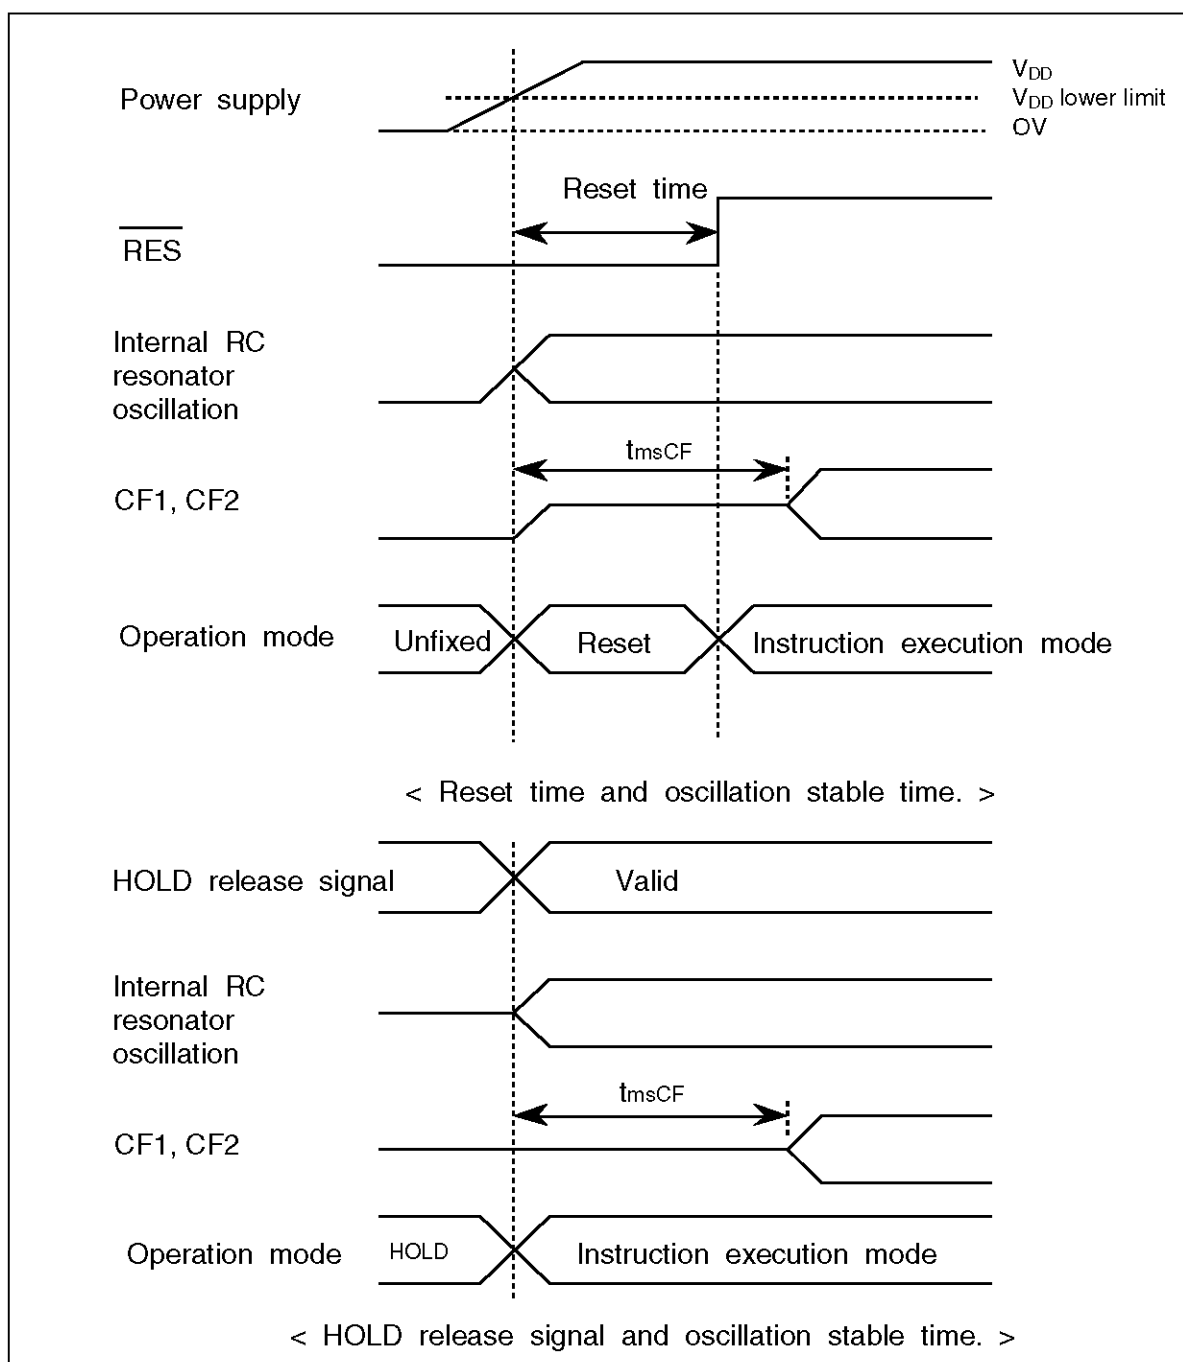 Power supply
VDD
VDD lower limit
OV
Reset time
RES
Internal RC
resonator
oscillation
tmsCF
CF1, CF2
Operation mode
Unfixed
Reset
Instruction execution mode
< Reset time and oscillation stable time. >
HOLD release signal
Valid
Internal RC
resonator
oscillation
tmsCF
CF1, CF2
Operation mode
HOLD
Instruction execution mode
< HOLD release signal and oscillation stable time. >